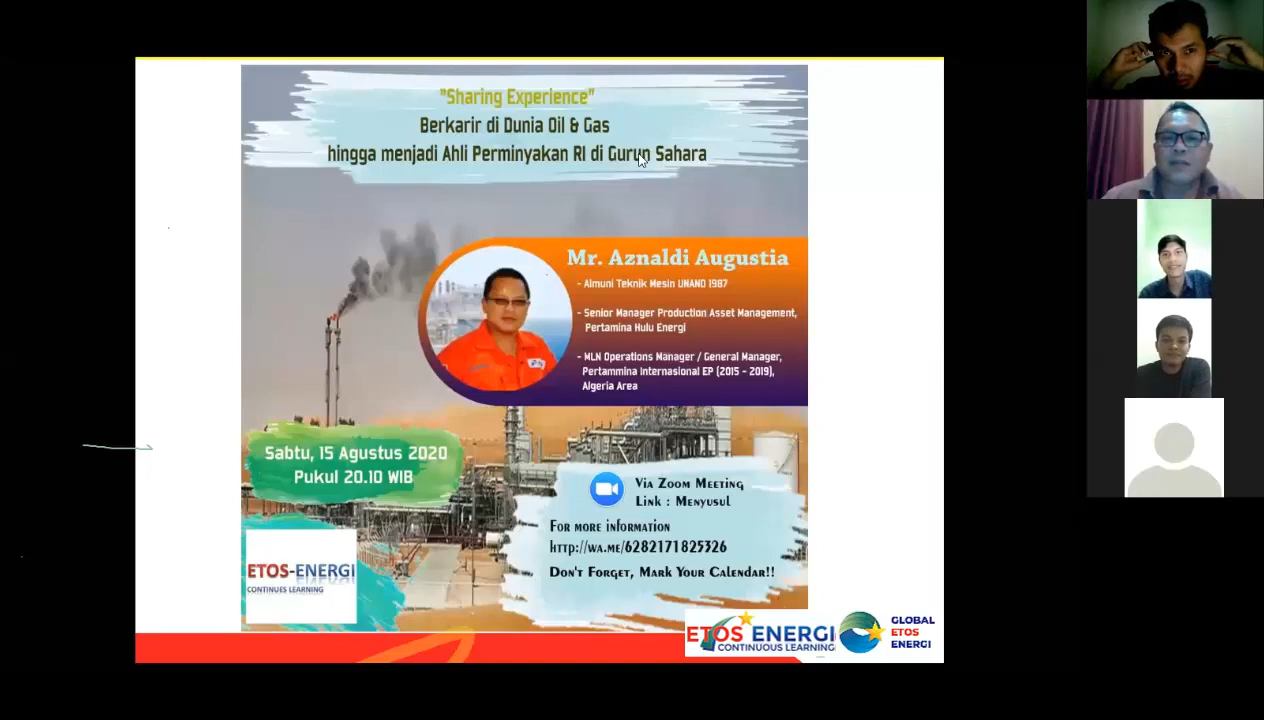 "Sharing Experience"
Berkarir di Dunia Oil & Gas
hingga menjadi Ahli Perminyakan RI di Gurun Sahara
Mr. Aznaldi Augustia
- Almuni Teknik Mesin UNAND 1987
- Senior Manager Production Asset Management,
Pertamina Hulu Energi
- MLN Operations Manager / General Manager,
Pertammina Internasional EP (2015 - 2019),
Algeria Area
Sabtu, 15 Agustus 2020
Pukul 20.10 WIB
Via Zoom Meeting
Link : Menyusul
For more information
http://wa.me/6282171825326
Don't Forget, Mark Your Calendar!!
ETOS-ENERGI
CONTINUES LEARNING
ETOS ENERGI
CONTINUOUS LEARNING
GLOBAL
ETOS
ENERGI